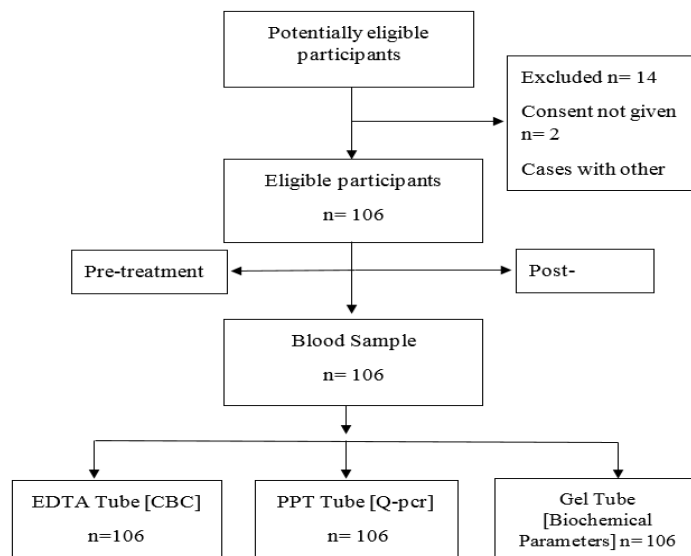 Potentially eligible
participants
Excluded n= 14
Consent not given
n= 2
Cases with other
Eligible participants
n= 106
Pre-treatment
Post-
Blood Sample
n= 106
EDTA Tube [CBC]
n=106
PPT Tube [Q-pcr]
n= 106
Gel Tube
[Biochemical
Parameters] n= 106